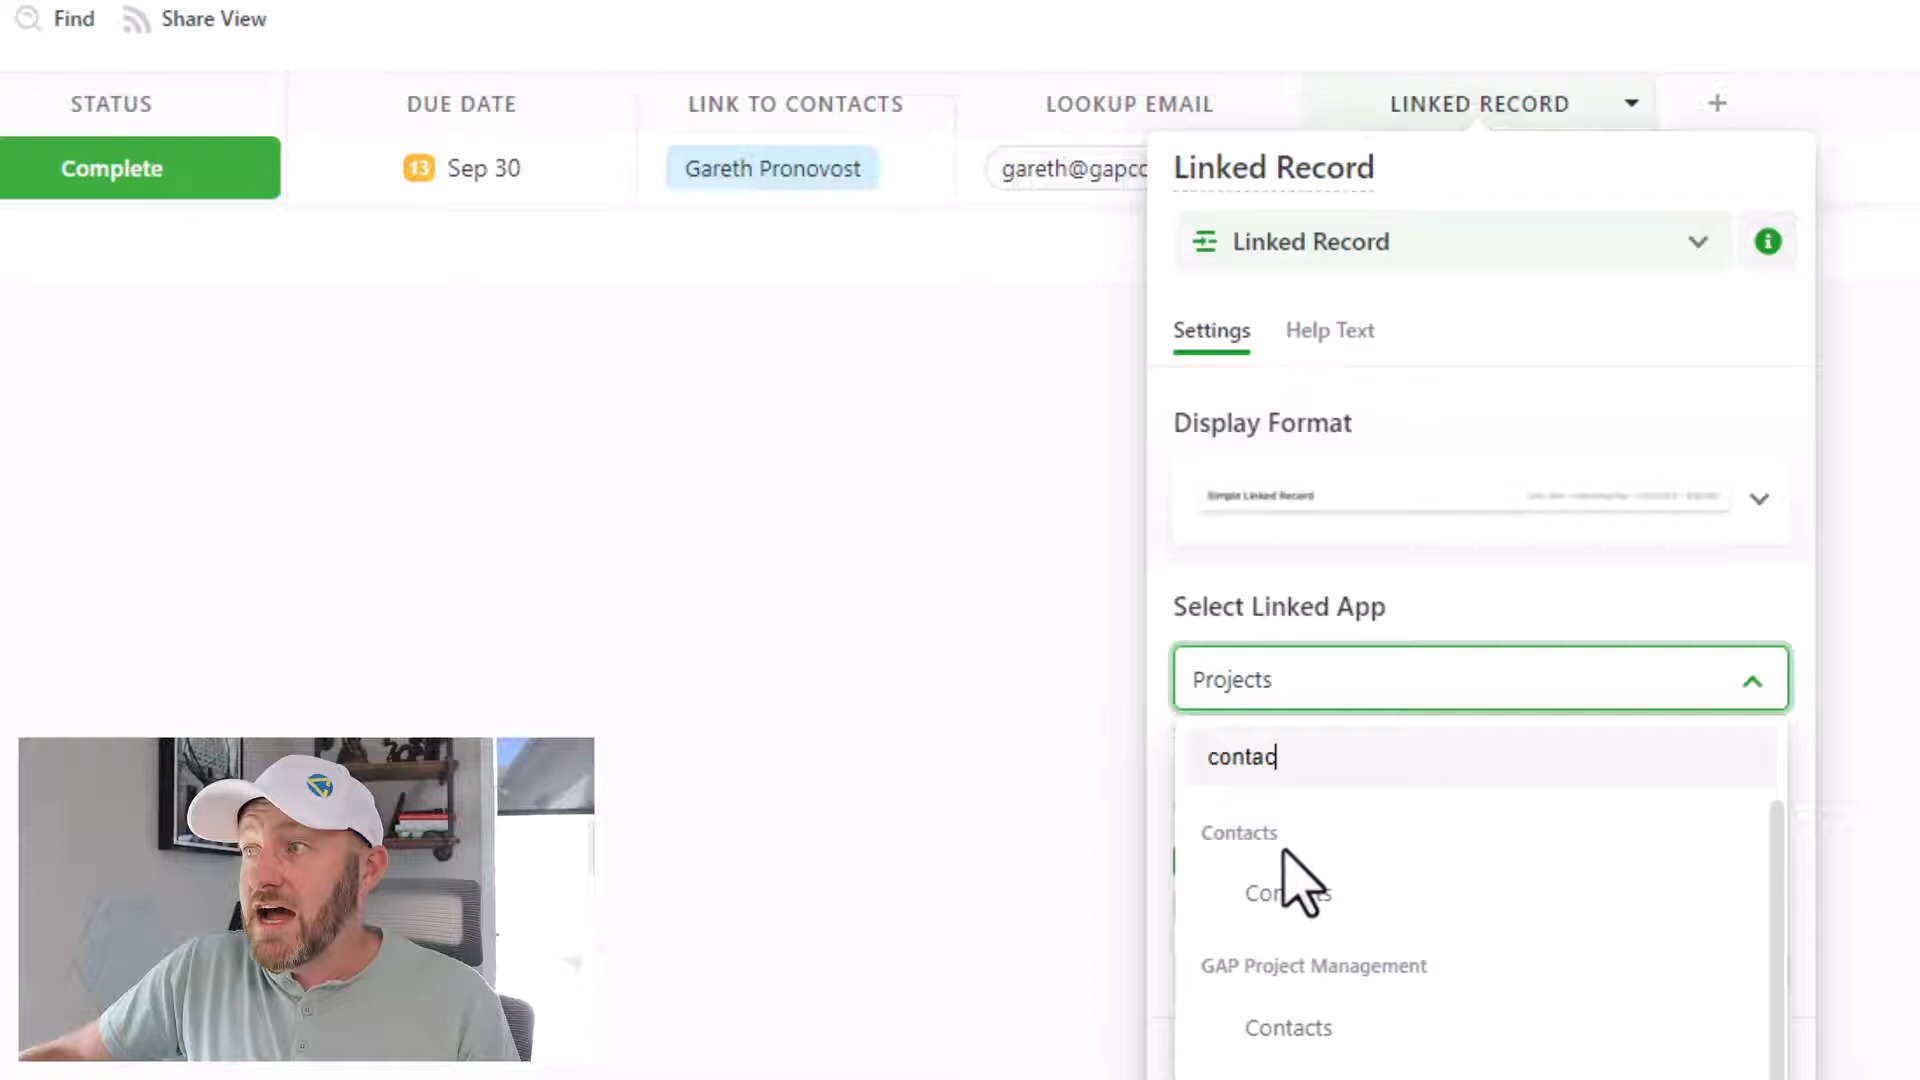 Find Share View
STATUS DUE DATE LINK TO CONTACTS LOOKUP EMAIL LINKED RECORD +
Complete 13 Sep 30 Gareth Pronovost gareth@gapcc
Linked Record
Linked Record
Settings Help Text
Display Format
Simple Linked Record
Select Linked App
Projects
contac
Contacts
GAP Project Management
Contacts